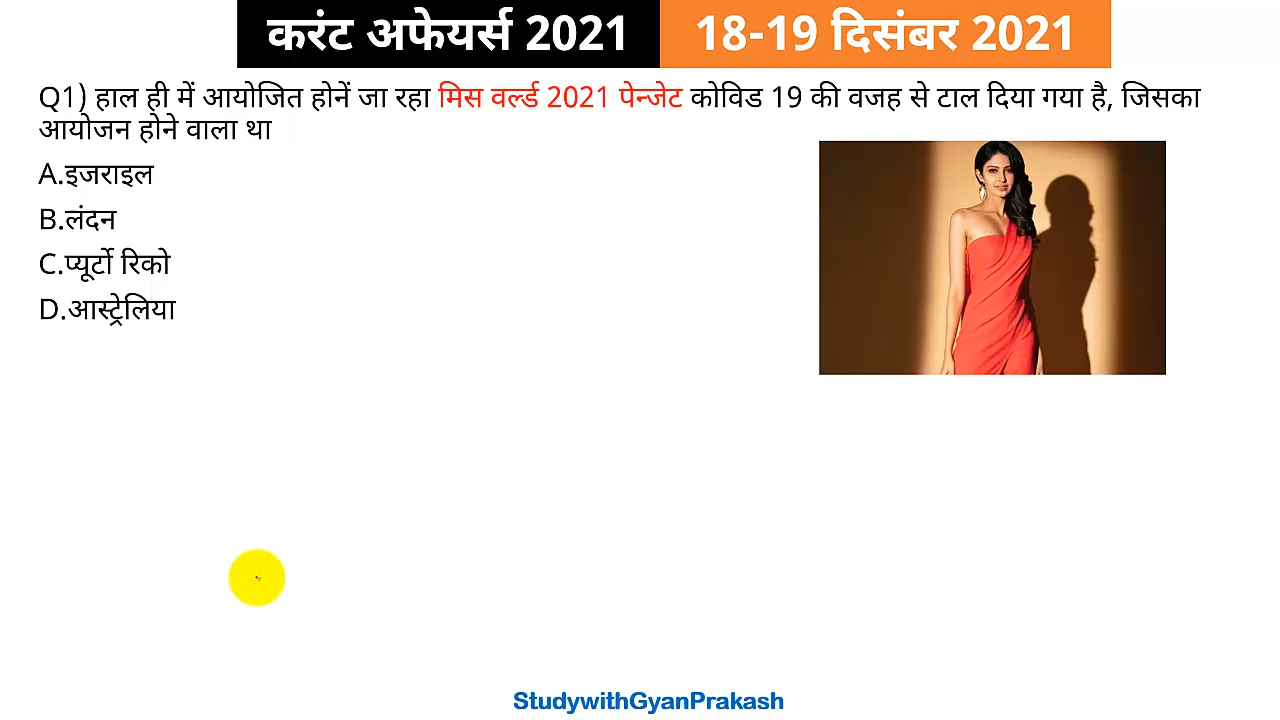 करंट अफेयर्स 2021
18-19 दिसंबर 2021
Q1) हाल ही में आयोजित होनें जा रहा मिस वर्ल्ड 2021 पेन्जेट कोविड 19 की वजह से टाल दिया गया है, जिसका
आयोजन होने वाला था
A.इजराइल
B.लंदन
C.प्यूर्टो रिको
D.आस्ट्रेलिया
StudywithGyanPrakash